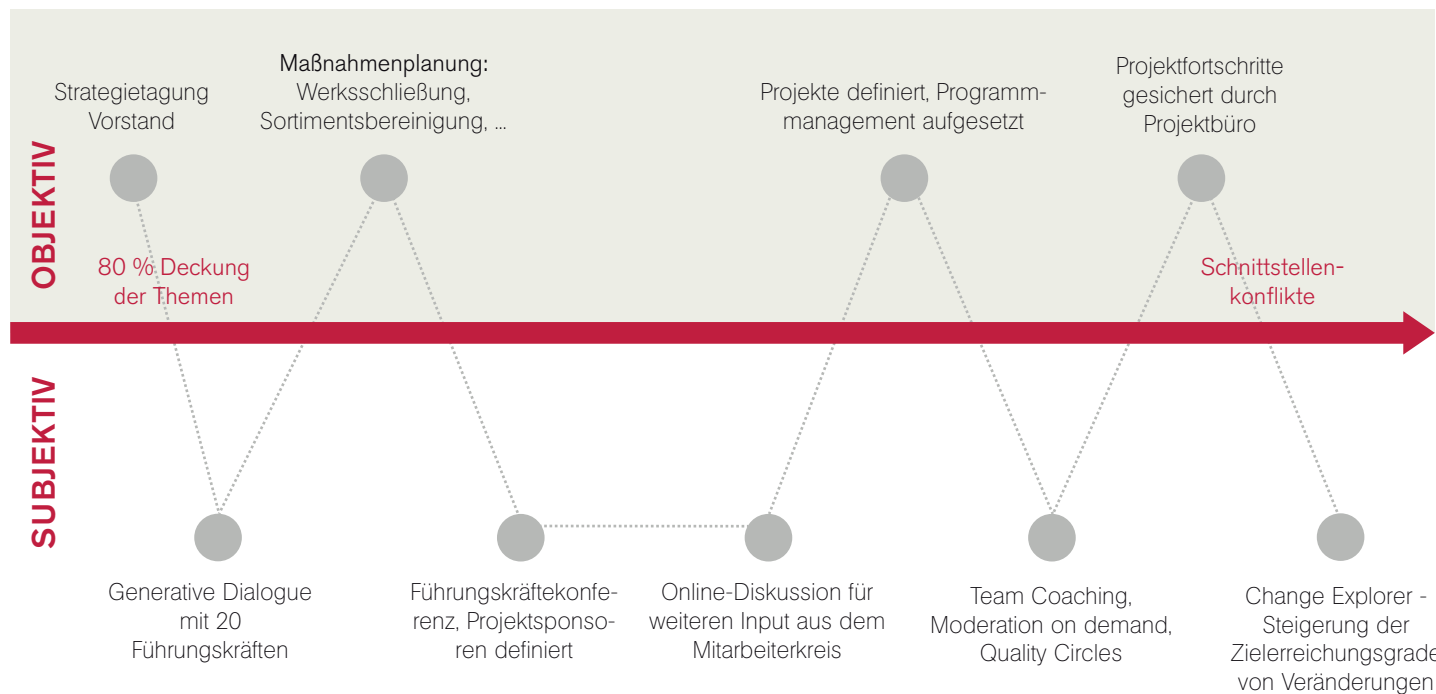 OBJEKTIV
Strategietagung
Vorstand
Maßnahmenplanung:
Werksschließung,
Sortimentsbereinigung, ...
Projekte definiert, Programm-
management aufgesetzt
Projektfortschritte
gesichert durch
Projektbüro
80 % Deckung
der Themen
Schnittstellen-
konflikte
SUBJEKTIV
Generative Dialogue
mit 20
Führungskräften
Führungskräftekonfe-
renz, Projektsponso-
ren definiert
Online-Diskussion für
weiteren Input aus dem
Mitarbeiterkreis
Team Coaching,
Moderation on demand,
Quality Circles
Change Explorer -
Steigerung der
Zielerreichungsgrade
von Veränderungen